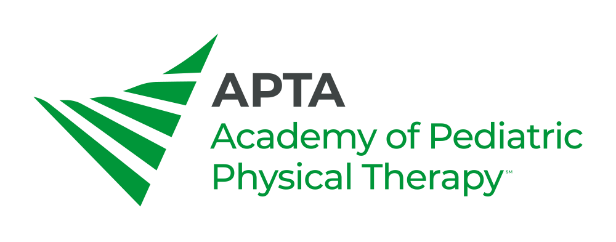 APTA
Academy of Pediatric
Physical Therapy℠